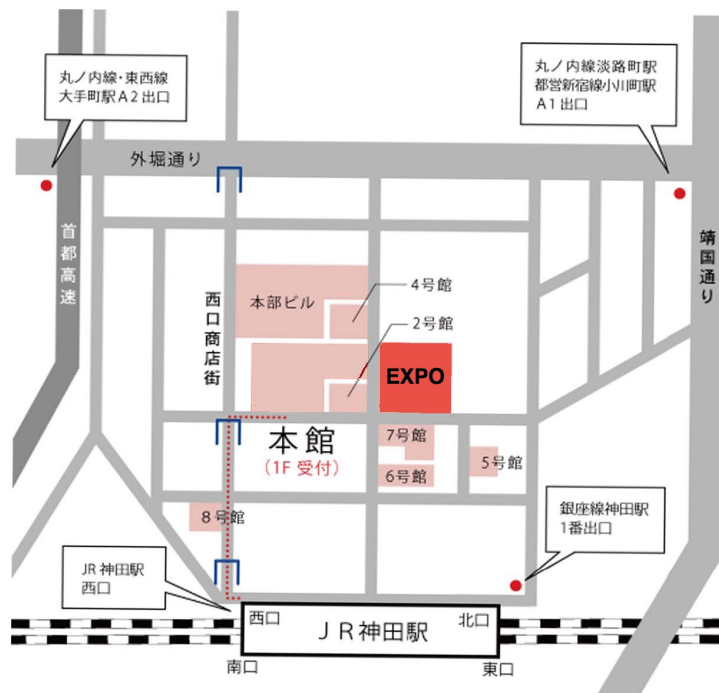 丸ノ内線・東西線
大手町駅A2出口
丸ノ内線淡路町駅
都営新宿線小川町駅
A1出口
外堀通り
首都高速
靖国通り
西口商店街
本部ビル
4号館
2号館
EXPO
本館
(1F 受付)
7号館
6号館
5号館
8号館
銀座線神田駅
1番出口
JR神田駅
西口
西口
北口
JR神田駅
南口
東口